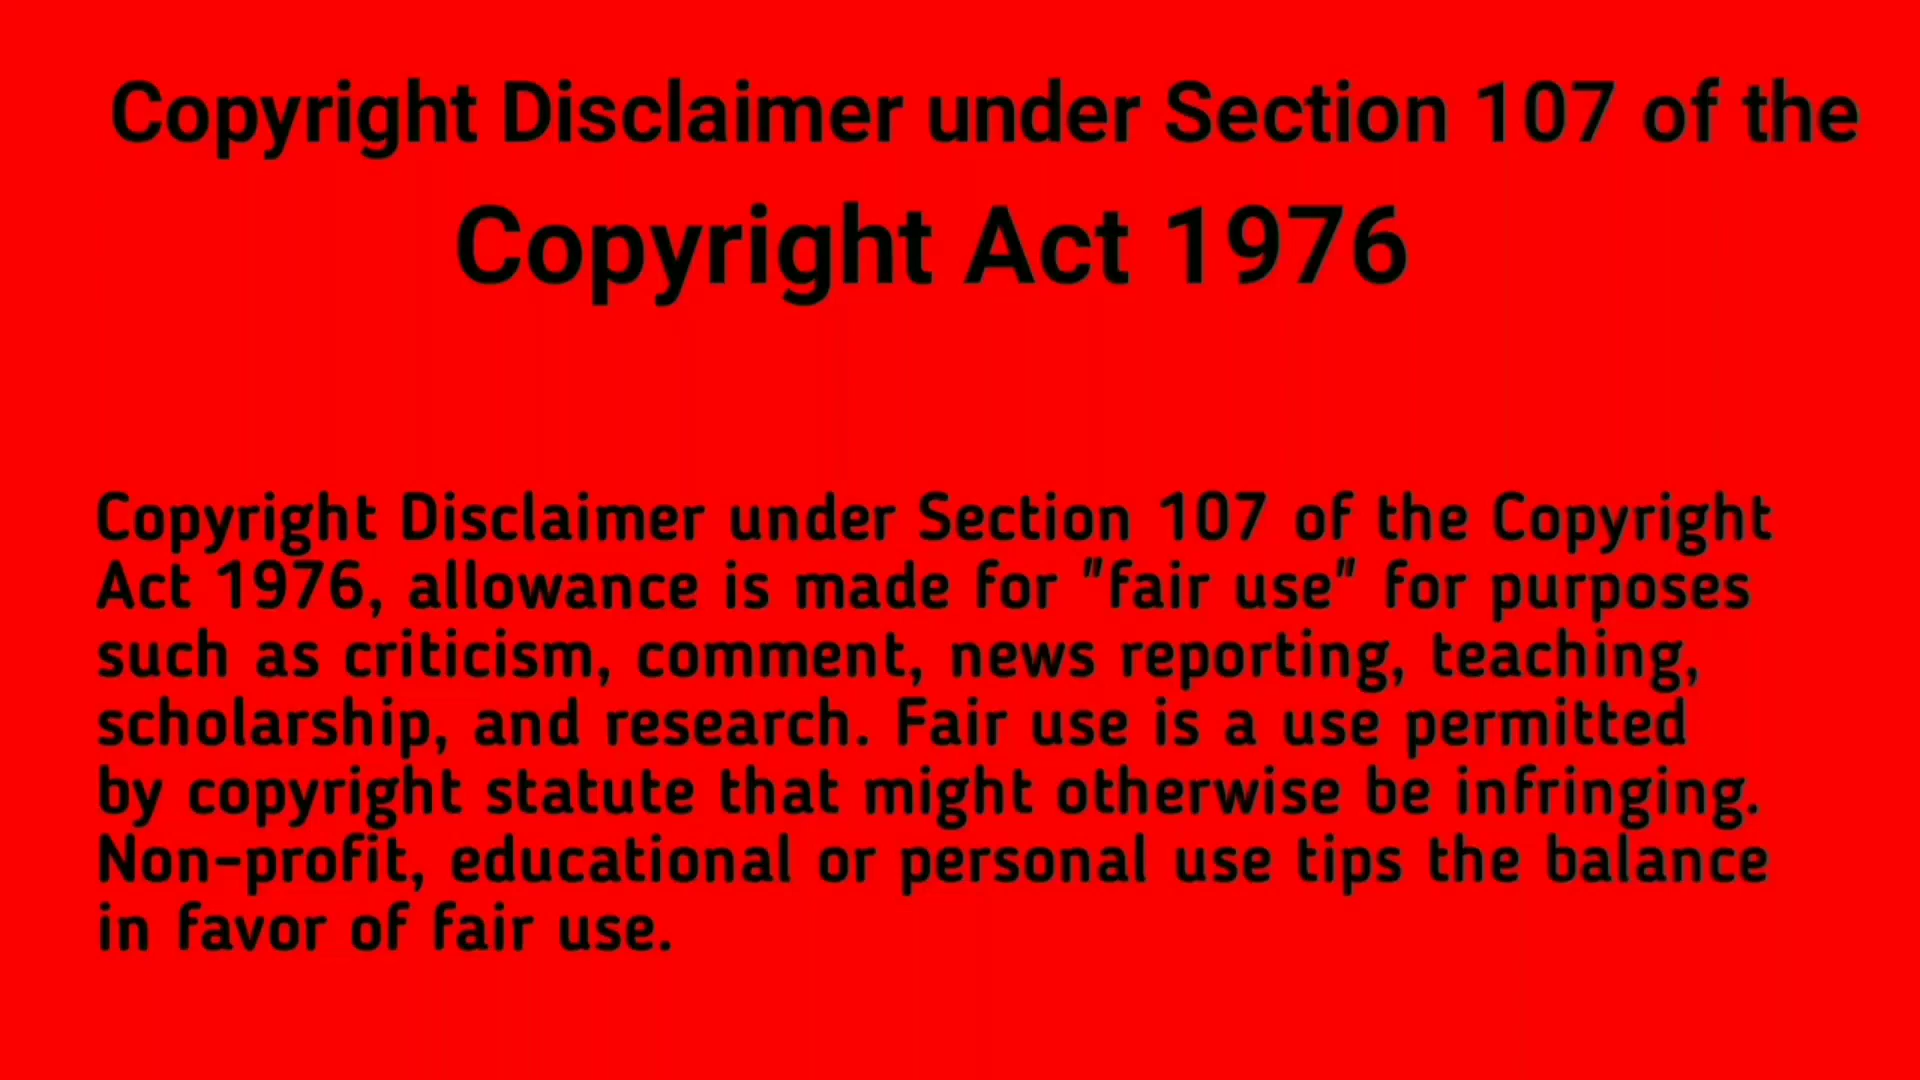 Copyright Disclaimer under Section 107 of the
Copyright Act 1976
Copyright Disclaimer under Section 107 of the Copyright
Act 1976, allowance is made for "fair use" for purposes
such as criticism, comment, news reporting, teaching,
scholarship, and research. Fair use is a use permitted
by copyright statute that might otherwise be infringing.
Non-profit, educational or personal use tips the balance
in favor of fair use.